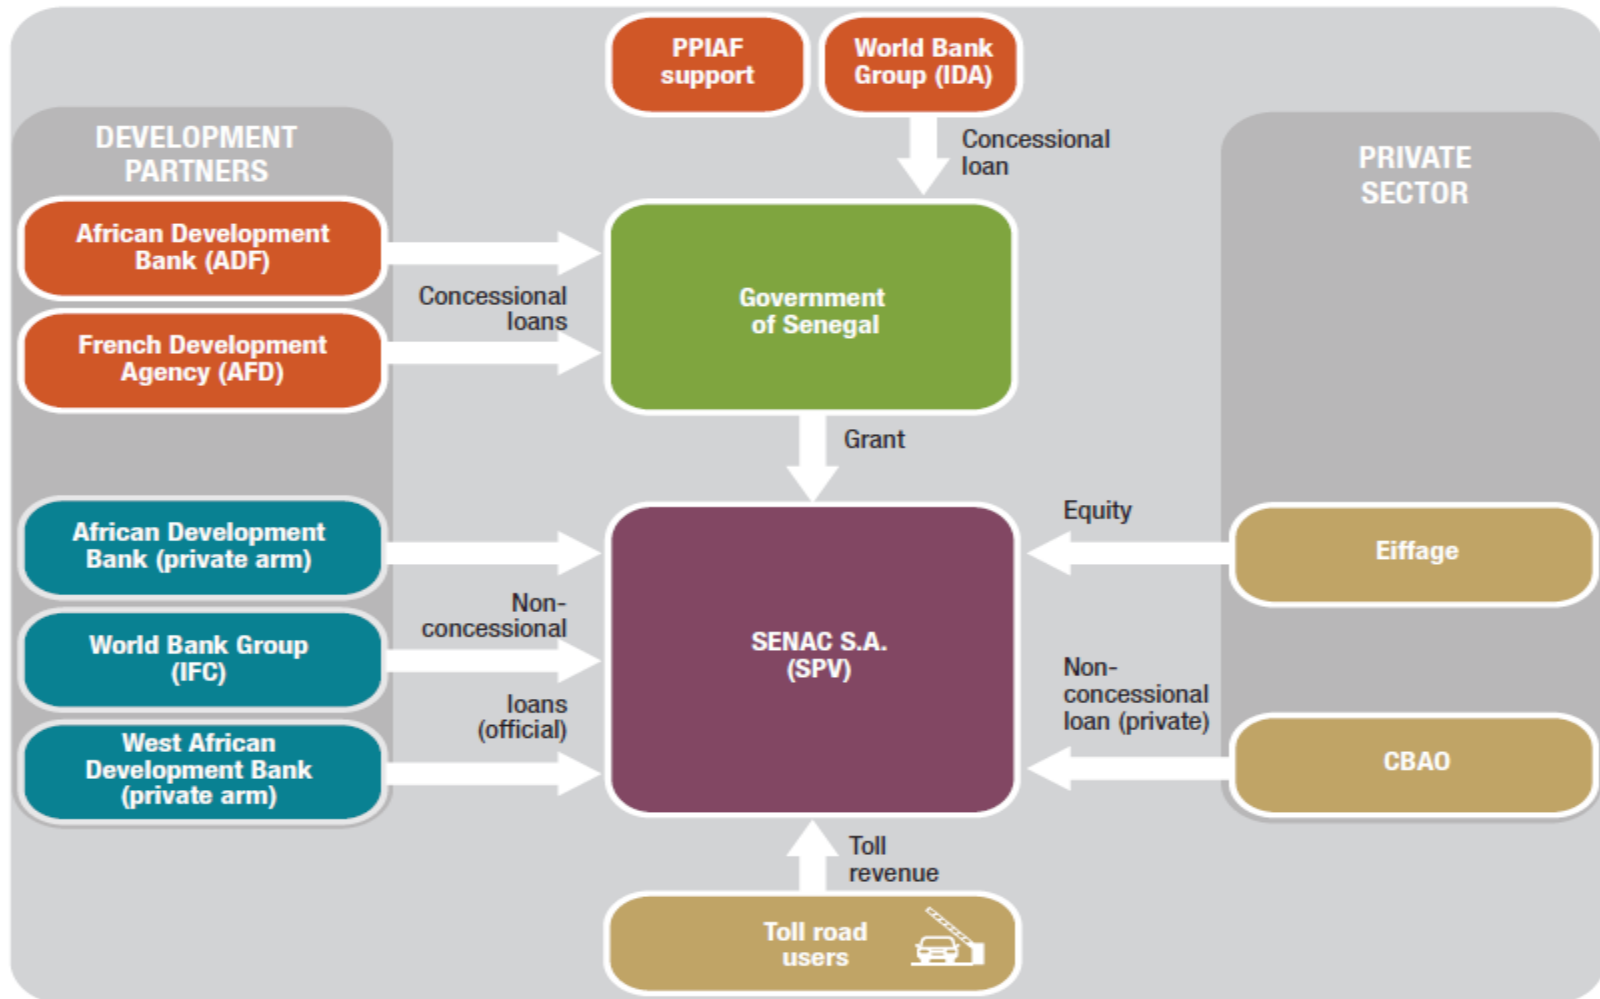 PPIAF
support
World Bank
Group (IDA)
DEVELOPMENT
PARTNERS
Concessional
loan
PRIVATE
SECTOR
African Development
Bank (ADF)
Concessional
loans
French Development
Agency (AFD)
Government
of Senegal
Grant
African Development
Bank (private arm)
Non-
concessional
World Bank Group
(IFC)
loans
(official)
West African
Development Bank
(private arm)
SENAC S.A.
(SPV)
Equity
Eiffage
Non-
concessional
loan (private)
CBAO
Toll
revenue
Toll road
users